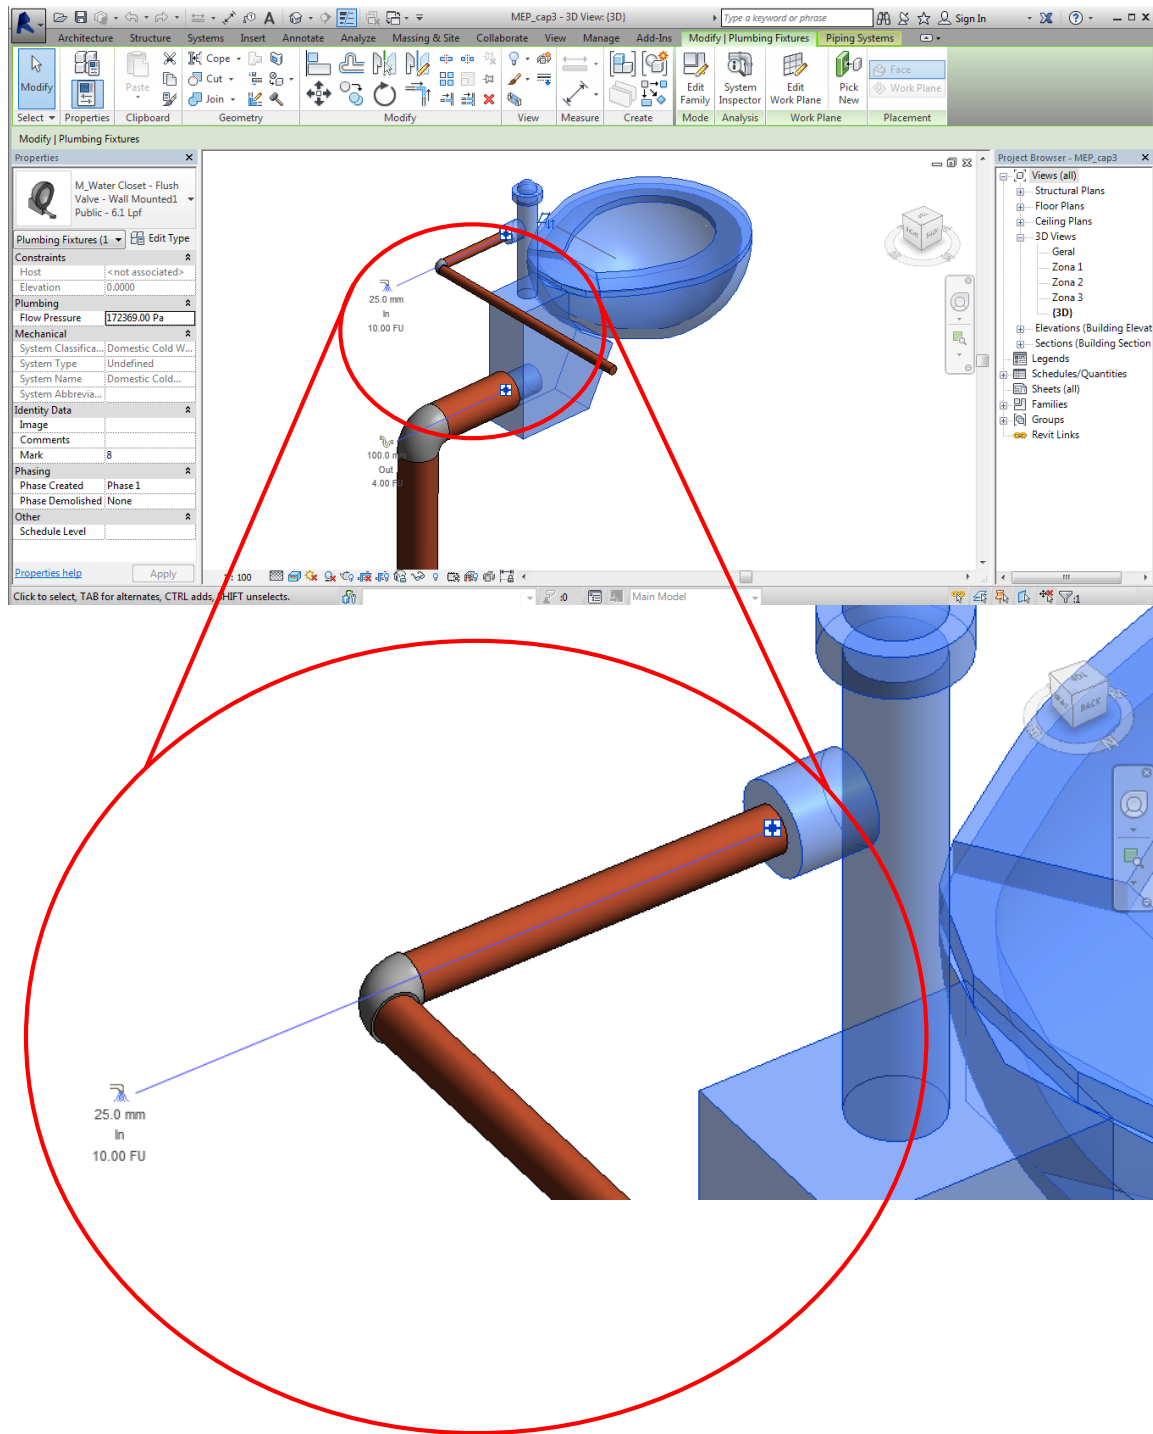 MEP_cap3 - 3D View: {3D}
Type a keyword or phrase
Sign In
Architecture Structure Systems Insert Annotate Analyze Massing & Site Collaborate View Manage Add-Ins Modify | Plumbing Fixtures Piping Systems
Modify
Paste
Cope
Cut
Join
Edit Family
System Inspector
Edit Work Plane
Pick New
Face
Work Plane
Select Properties Clipboard Geometry Modify View Measure Create Mode Analysis Work Plane Placement
Modify | Plumbing Fixtures
Properties
M_Water Closet - Flush
Valve - Wall Mounted1
Public - 6.1 Lpf
Plumbing Fixtures (1 Edit Type
Constraints
Host <not associated>
Elevation 0.0000
Plumbing
Flow Pressure 172369.00 Pa
Mechanical
System Classifica... Domestic Cold W...
System Type Undefined
System Name Domestic Cold...
System Abbrevia...
Identity Data
Image
Comments
Mark 8
Phasing
Phase Created Phase 1
Phase Demolished None
Other
Schedule Level
Properties help Apply
25.0 mm
In
10.00 FU
100.0 m
Out
4.00 FU
: 100
Project Browser - MEP_cap3
Views (all)
Structural Plans
Floor Plans
Ceiling Plans
3D Views
Geral
Zona 1
Zona 2
Zona 3
{3D}
Elevations (Building Elevat
Sections (Building Section
Legends
Schedules/Quantities
Sheets (all)
Families
Groups
Revit Links
Click to select, TAB for alternates, CTRL adds, SHIFT unselects.
:0
Main Model
:1
BACK
25.0 mm
In
10.00 FU